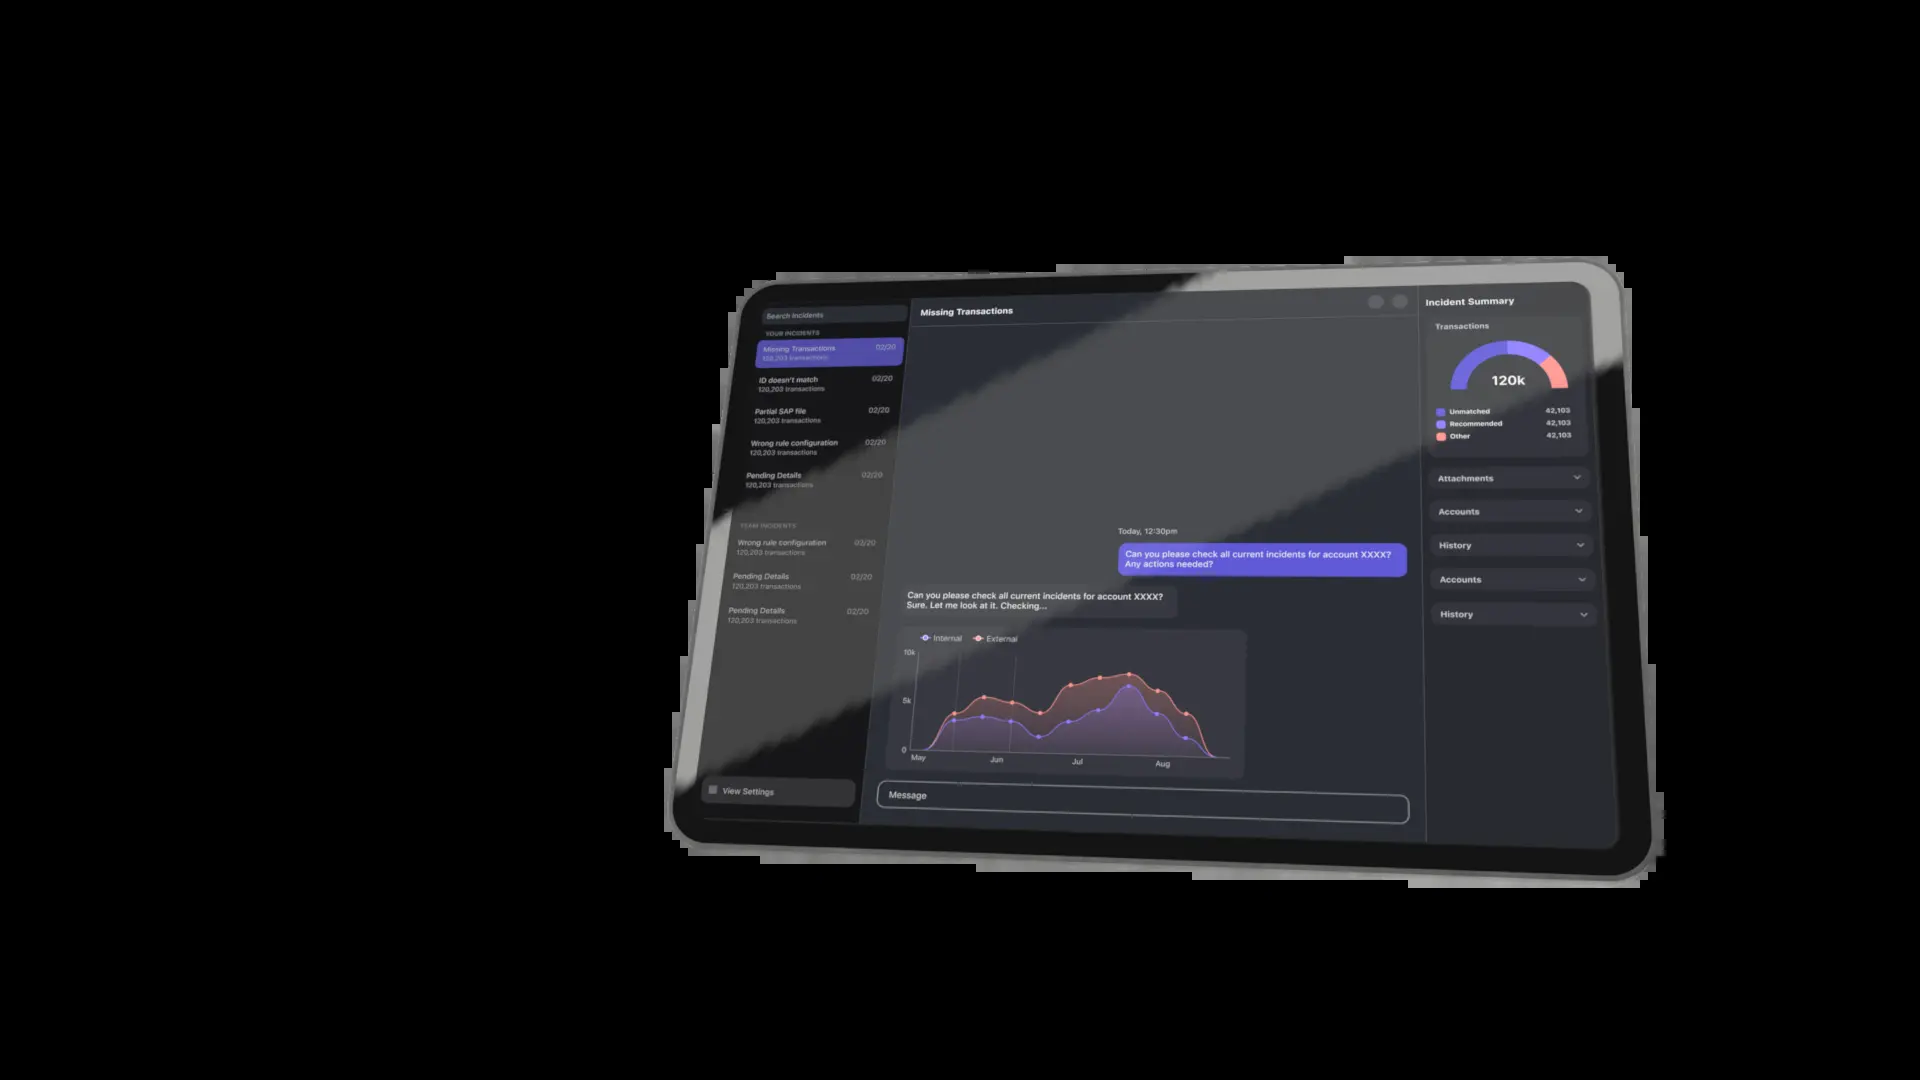 Search incidents
YOUR INCIDENTS
Missing Transactions 02/20
120,203 transactions
ID doesn't match 02/20
120,203 transactions
Partial SAP file 02/20
120,203 transactions
Wrong rule configuration 02/20
120,203 transactions
Pending Details 02/20
120,203 transactions
TEAM INCIDENTS
Wrong rule configuration 02/20
120,203 transactions
Pending Details 02/20
120,203 transactions
Pending Details 02/20
120,203 transactions
View Settings
Missing Transactions
Today, 12:30pm
Can you please check all current incidents for account XXXX?
Any actions needed?
Can you please check all current incidents for account XXXX?
Sure. Let me look at it. Checking...
Internal External
10k
5k
0
May Jun Jul Aug
Message
Incident Summary
Transactions
120k
Unmatched 42,103
Recommended 42,103
Other 42,103
Attachments
Accounts
History
Accounts
History